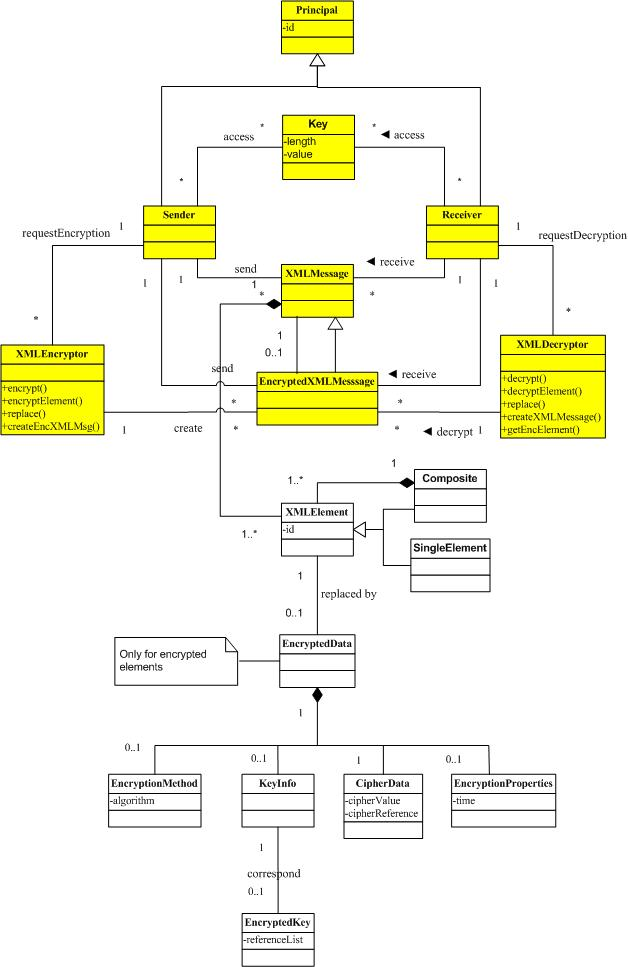 Principal
-id
*
Key
*
access
◄ access
-length
-value
*
*
Sender
Receiver
1
1
requestEncryption
requestDecryption
send
XMLMessage
◄ receive
1
1
1
*
*
1
1
*
*
1
0..1
XMLEncryptor
XMLDecryptor
send
EncryptedXMLMesssage
◄ receive
+encrypt()
+encryptElement()
+replace()
+createEncXMLMsg()
+decrypt()
+decryptElement()
+replace()
+createXMLMessage()
+getEncElement()
*
*
1
create
*
*
◄ decrypt
1
1
1..*
Composite
XMLElement
-id
1..*
SingleElement
1
replaced by
0..1
EncryptedData
Only for encrypted
elements
1
0..1
0..1
1
0..1
EncryptionMethod
KeyInfo
CipherData
EncryptionProperties
-algorithm
-cipherValue
-cipherReference
-time
1
correspond
0..1
EncryptedKey
-referenceList